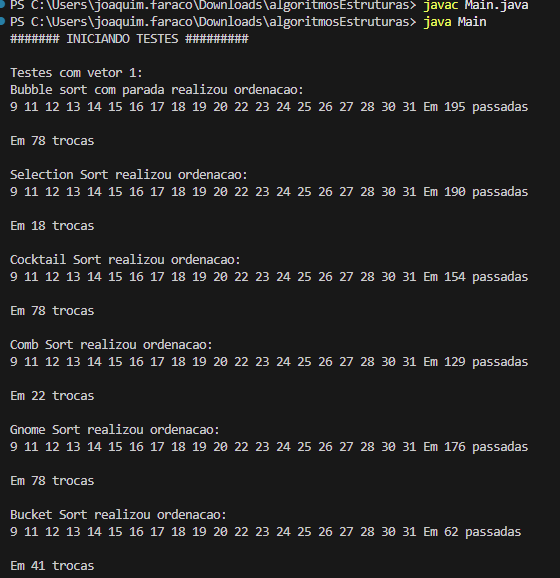 PS C:\Users\joaquim.faraco\Downloads\algoritmosEstruturas> javac Main.java
PS C:\Users\joaquim.faraco\Downloads\algoritmosEstruturas> java Main
####### INICIANDO TESTES #########
Testes com vetor 1:
Bubble sort com parada realizou ordenacao:
9 11 12 13 14 15 16 17 18 19 20 22 23 24 25 26 27 28 30 31 Em 195 passadas
Em 78 trocas
Selection Sort realizou ordenacao:
9 11 12 13 14 15 16 17 18 19 20 22 23 24 25 26 27 28 30 31 Em 190 passadas
Em 18 trocas
Cocktail Sort realizou ordenacao:
9 11 12 13 14 15 16 17 18 19 20 22 23 24 25 26 27 28 30 31 Em 154 passadas
Em 78 trocas
Comb Sort realizou ordenacao:
9 11 12 13 14 15 16 17 18 19 20 22 23 24 25 26 27 28 30 31 Em 129 passadas
Em 22 trocas
Gnome Sort realizou ordenacao:
9 11 12 13 14 15 16 17 18 19 20 22 23 24 25 26 27 28 30 31 Em 176 passadas
Em 78 trocas
Bucket Sort realizou ordenacao:
9 11 12 13 14 15 16 17 18 19 20 22 23 24 25 26 27 28 30 31 Em 62 passadas
Em 41 trocas